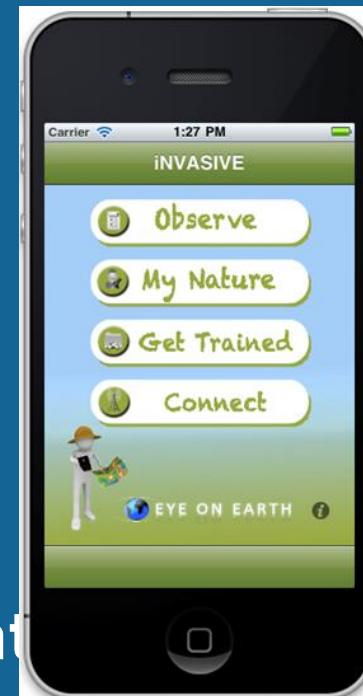 Carrier 1:27 PM
iNVASIVE
Observe
My Nature
Get Trained
Connect
EYE ON EARTH i